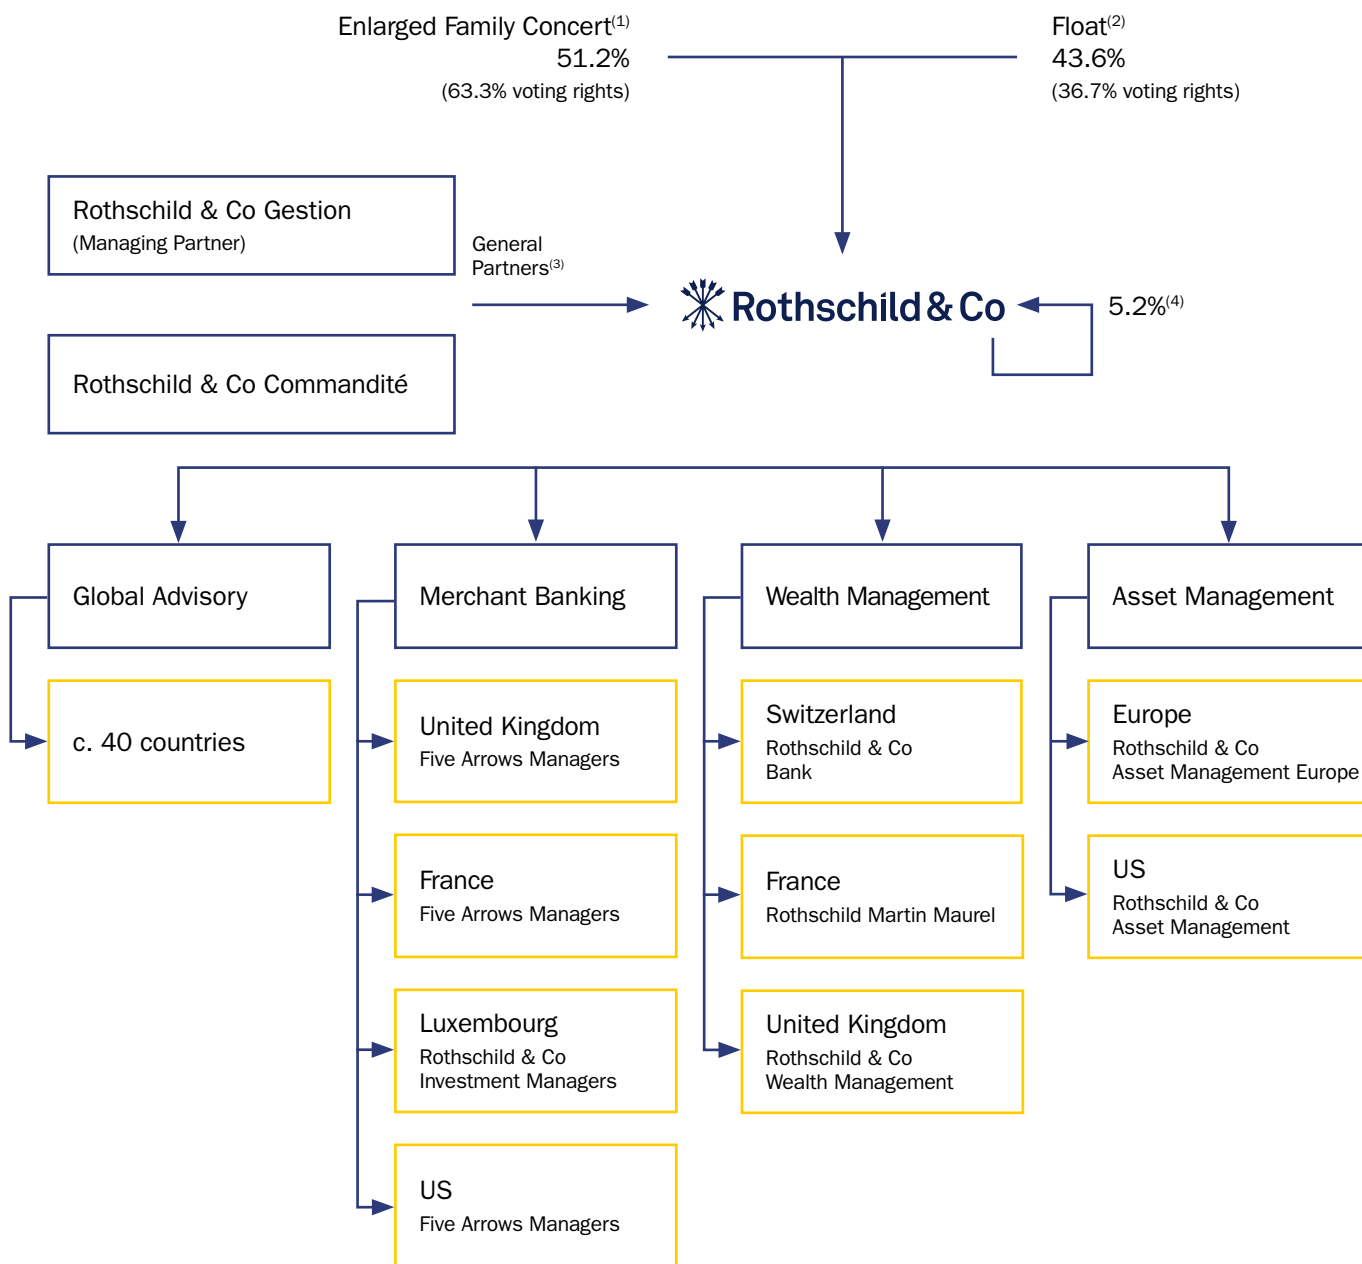 Enlarged Family Concert(1)
51.2%
(63.3% voting rights)
Float(2)
43.6%
(36.7% voting rights)
Rothschild & Co Gestion
(Managing Partner)
General
Partners(3)
Rothschild & Co
5.2%(4)
Rothschild & Co Commandité
Global Advisory
c. 40 countries
Merchant Banking
United Kingdom
Five Arrows Managers
France
Five Arrows Managers
Luxembourg
Rothschild & Co
Investment Managers
US
Five Arrows Managers
Wealth Management
Switzerland
Rothschild & Co
Bank
France
Rothschild Martin Maurel
United Kingdom
Rothschild & Co
Wealth Management
Asset Management
Europe
Rothschild & Co
Asset Management Europe
US
Rothschild & Co
Asset Management